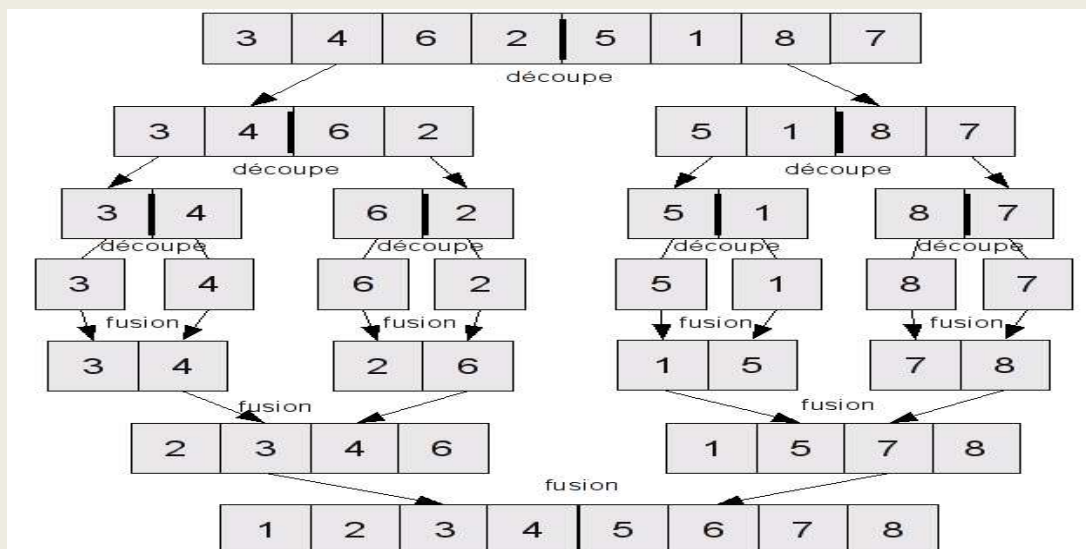 3 4 6 2 5 1 8 7
découpe
3 4 6 2 5 1 8 7
découpe découpe
3 4 6 2 5 1 8 7
découpe découpe découpe découpe
3 4 6 2 5 1 8 7
fusion fusion fusion fusion
3 4 2 6 1 5 7 8
fusion fusion
2 3 4 6 1 5 7 8
fusion
1 2 3 4 5 6 7 8